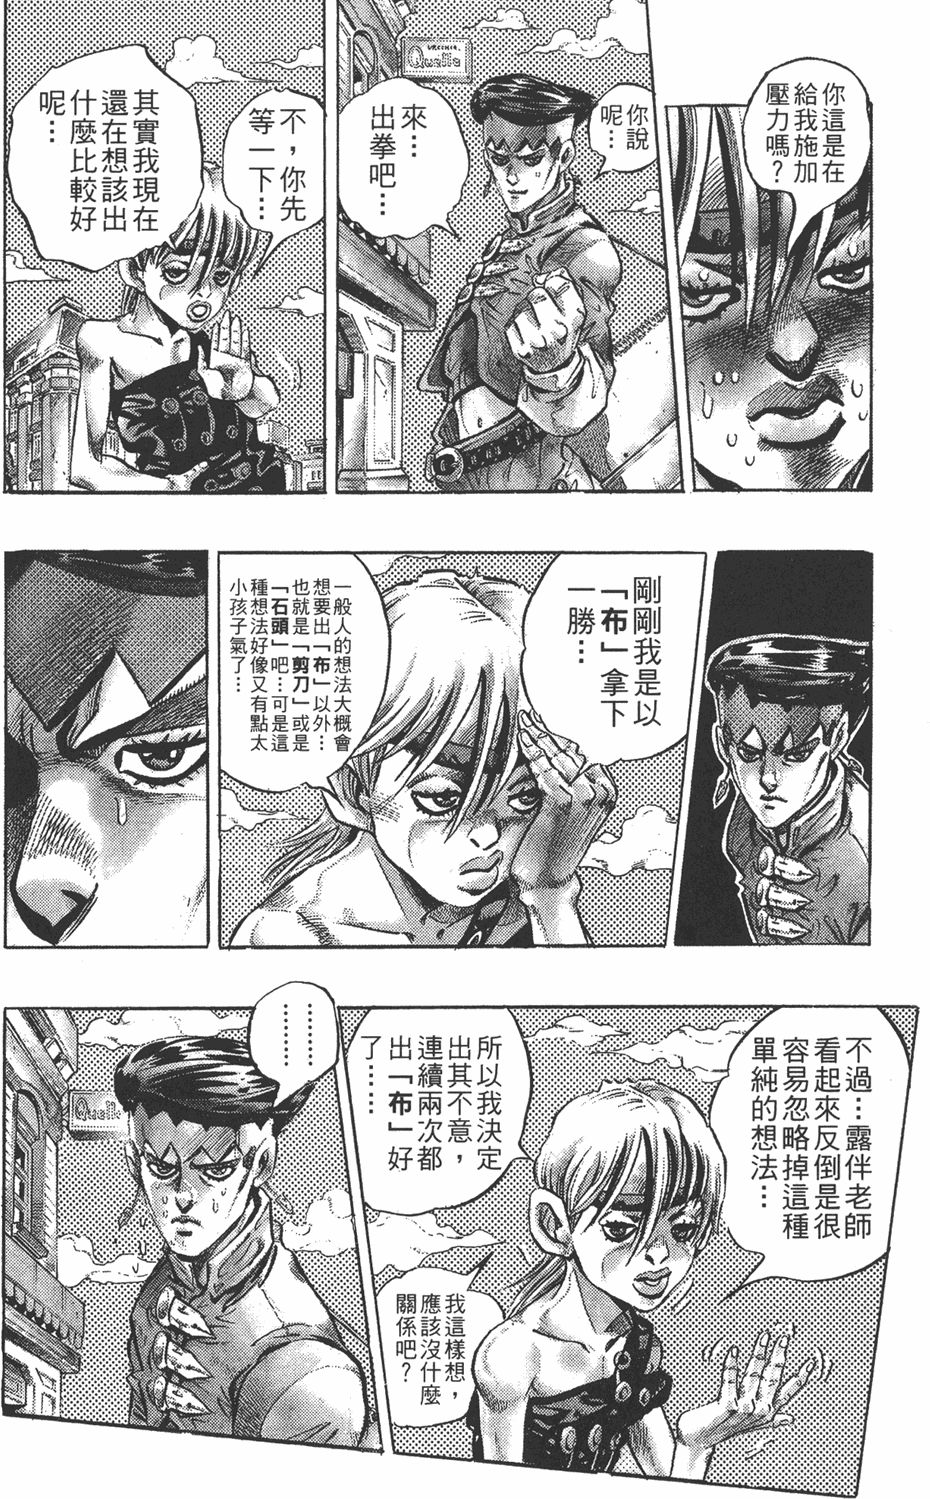 你這是在
給我施加
壓力嗎？
你說
呢…
來…
出拳吧…
URCHIN.
Quelle
不，你先
等一下…
其實我現在
還在想該出
什麼比較好
呢…
剛剛我是以
「布」拿下
一勝…
一般人的想法大概會
想要出「布」以外…
也就是「剪刀」或是
「石頭」吧…可是這
種想法好像又有點太
小孩子氣了…
不過…露伴老師
看起來反倒是很
容易忽略掉這種
單純的想法…
所以我決定
出其不意，
連續兩次都
出「布」好
了……
我這樣想，
應該沒什麼
關係吧？
……
……
Quelle